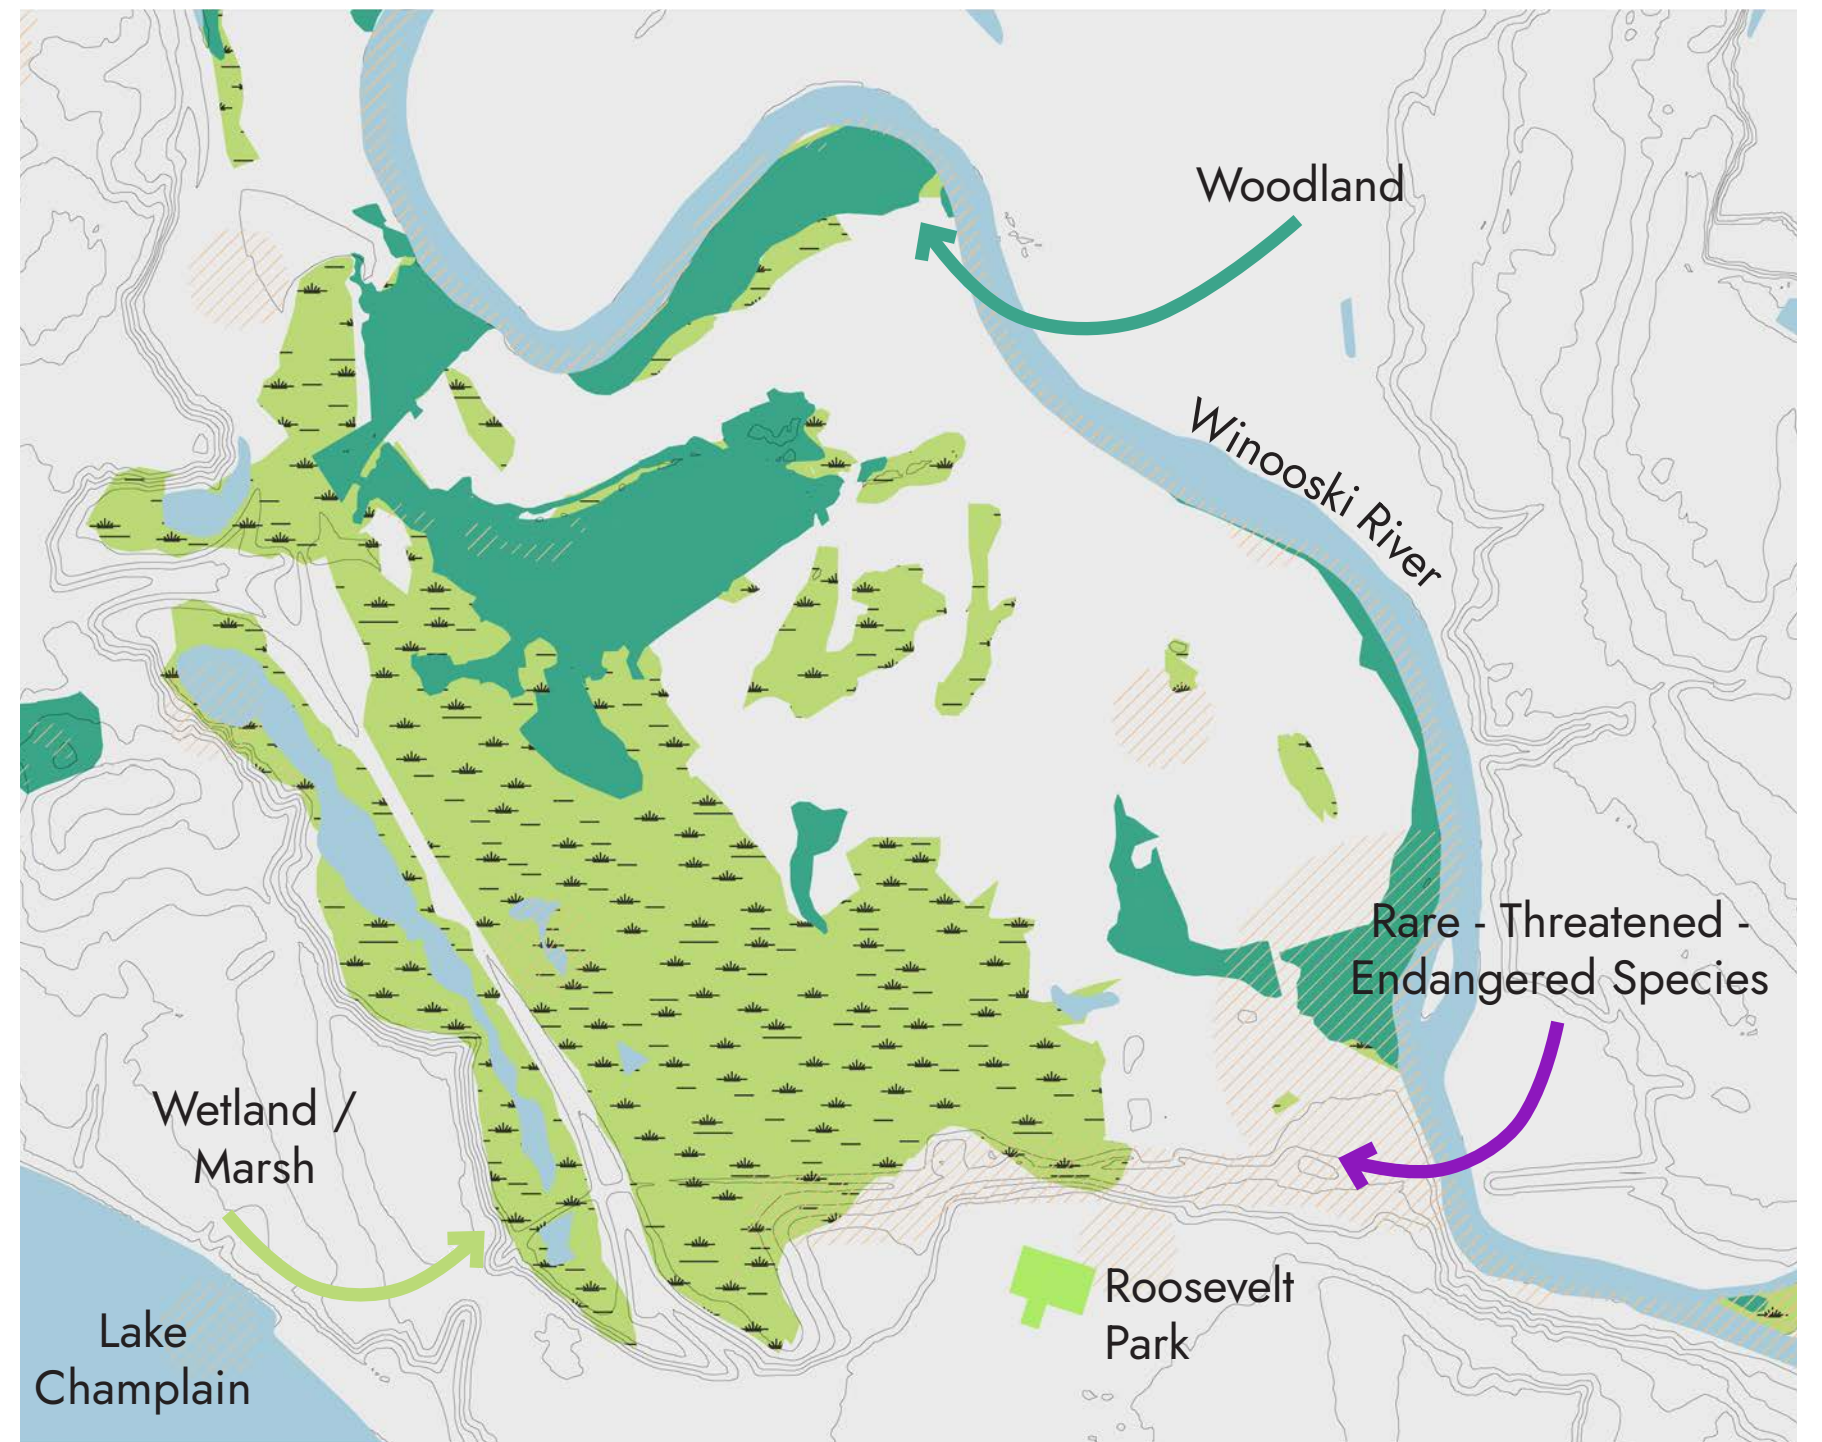 Woodland
Winooski River
Rare - Threatened -
Endangered Species
Wetland /
Marsh
Roosevelt
Park
Lake
Champlain